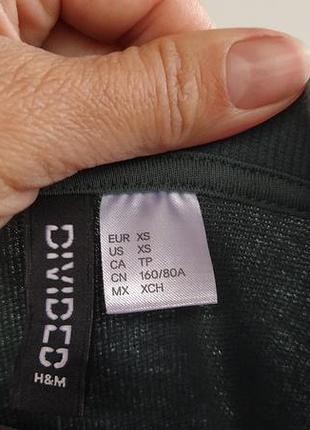 DIVIDED
H&M
EUR XS
US XS
CA TP
CN 160/80A
MX XCH